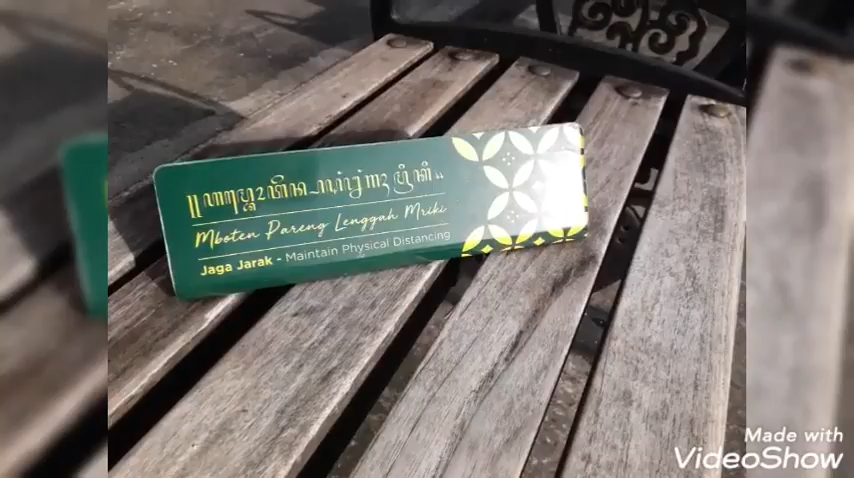 Mboten Pareng Lenggah Mriki
Jaga Jarak - Maintain Physical Distancing
Made with
VideoShow